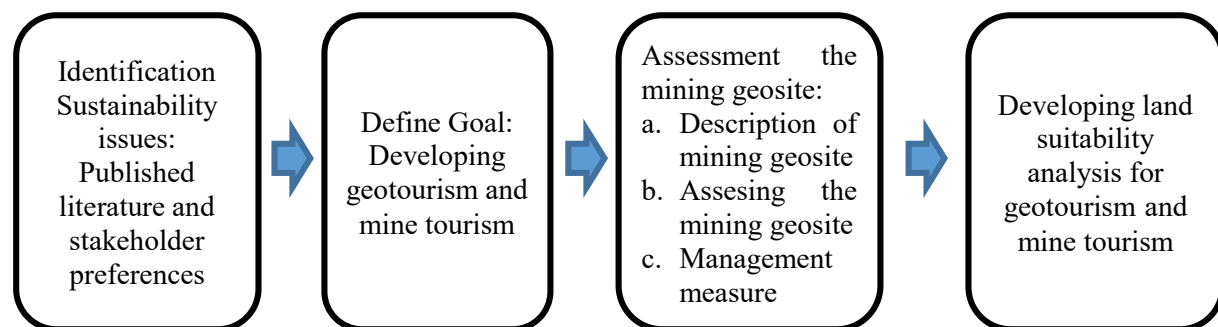 Identification
Sustainability
issues:
Published
literature and
stakeholder
preferences
Define Goal:
Developing
geotourism and
mine tourism
Assessment the
mining geosite:
a. Description of
mining geosite
b. Assesing the
mining geosite
c. Management
measure
Developing land
suitability
analysis for
geotourism and
mine tourism